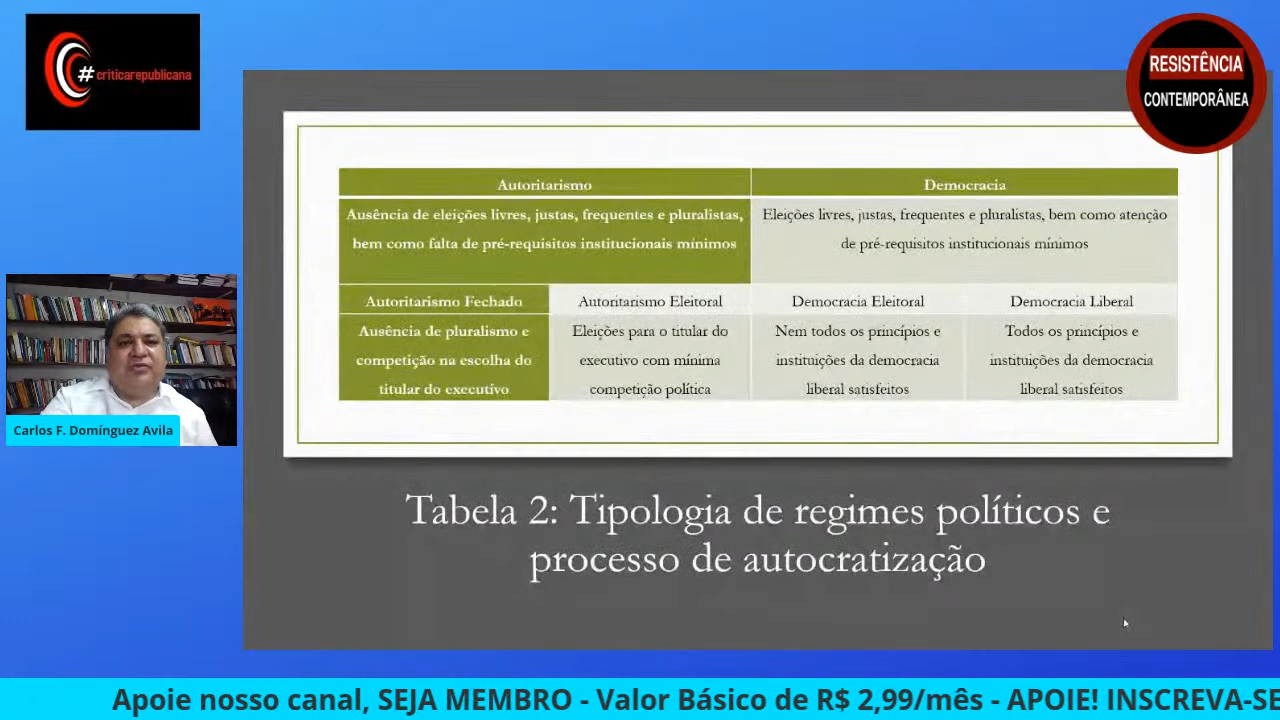 #criticarepublicana
RESISTÊNCIA
CONTEMPORÂNEA
Autoritarismo
Democracia
Ausência de eleições livres, justas, frequentes e pluralistas,
bem como falta de pré-requisitos institucionais mínimos
Eleições livres, justas, frequentes e pluralistas, bem como atenção
de pré-requisitos institucionais mínimos
Autoritarismo Fechado
Autoritarismo Eleitoral
Democracia Eleitoral
Democracia Liberal
Ausência de pluralismo e
competição na escolha do
titular do executivo
Eleições para o titular do
executivo com mínima
competição política
Nem todos os princípios e
instituições da democracia
liberal satisfeitos
Todos os princípios e
instituições da democracia
liberal satisfeitos
Carlos F. Domínguez Avila
Tabela 2: Tipologia de regimes políticos e
processo de autocratização
Apoie nosso canal, SEJA MEMBRO - Valor Básico de R$ 2,99/mês - APOIE! INSCREVA-SE